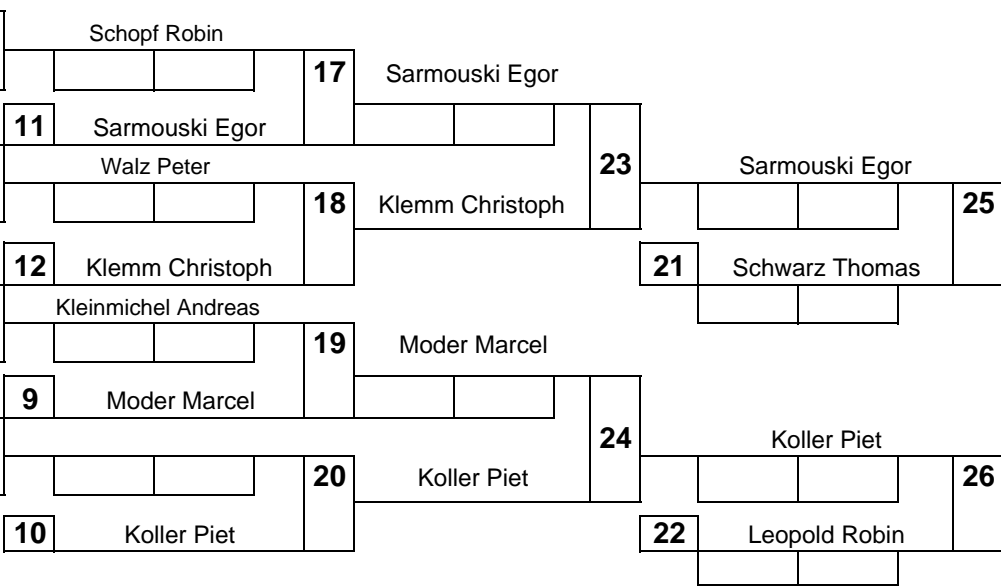 Schopf Robin
17
Sarmouski Egor
11
Sarmouski Egor
Walz Peter
23
Sarmouski Egor
18
Klemm Christoph
25
12
Klemm Christoph
21
Schwarz Thomas
Kleinmichel Andreas
19
Moder Marcel
9
Moder Marcel
24
Koller Piet
20
Koller Piet
26
10
Koller Piet
22
Leopold Robin